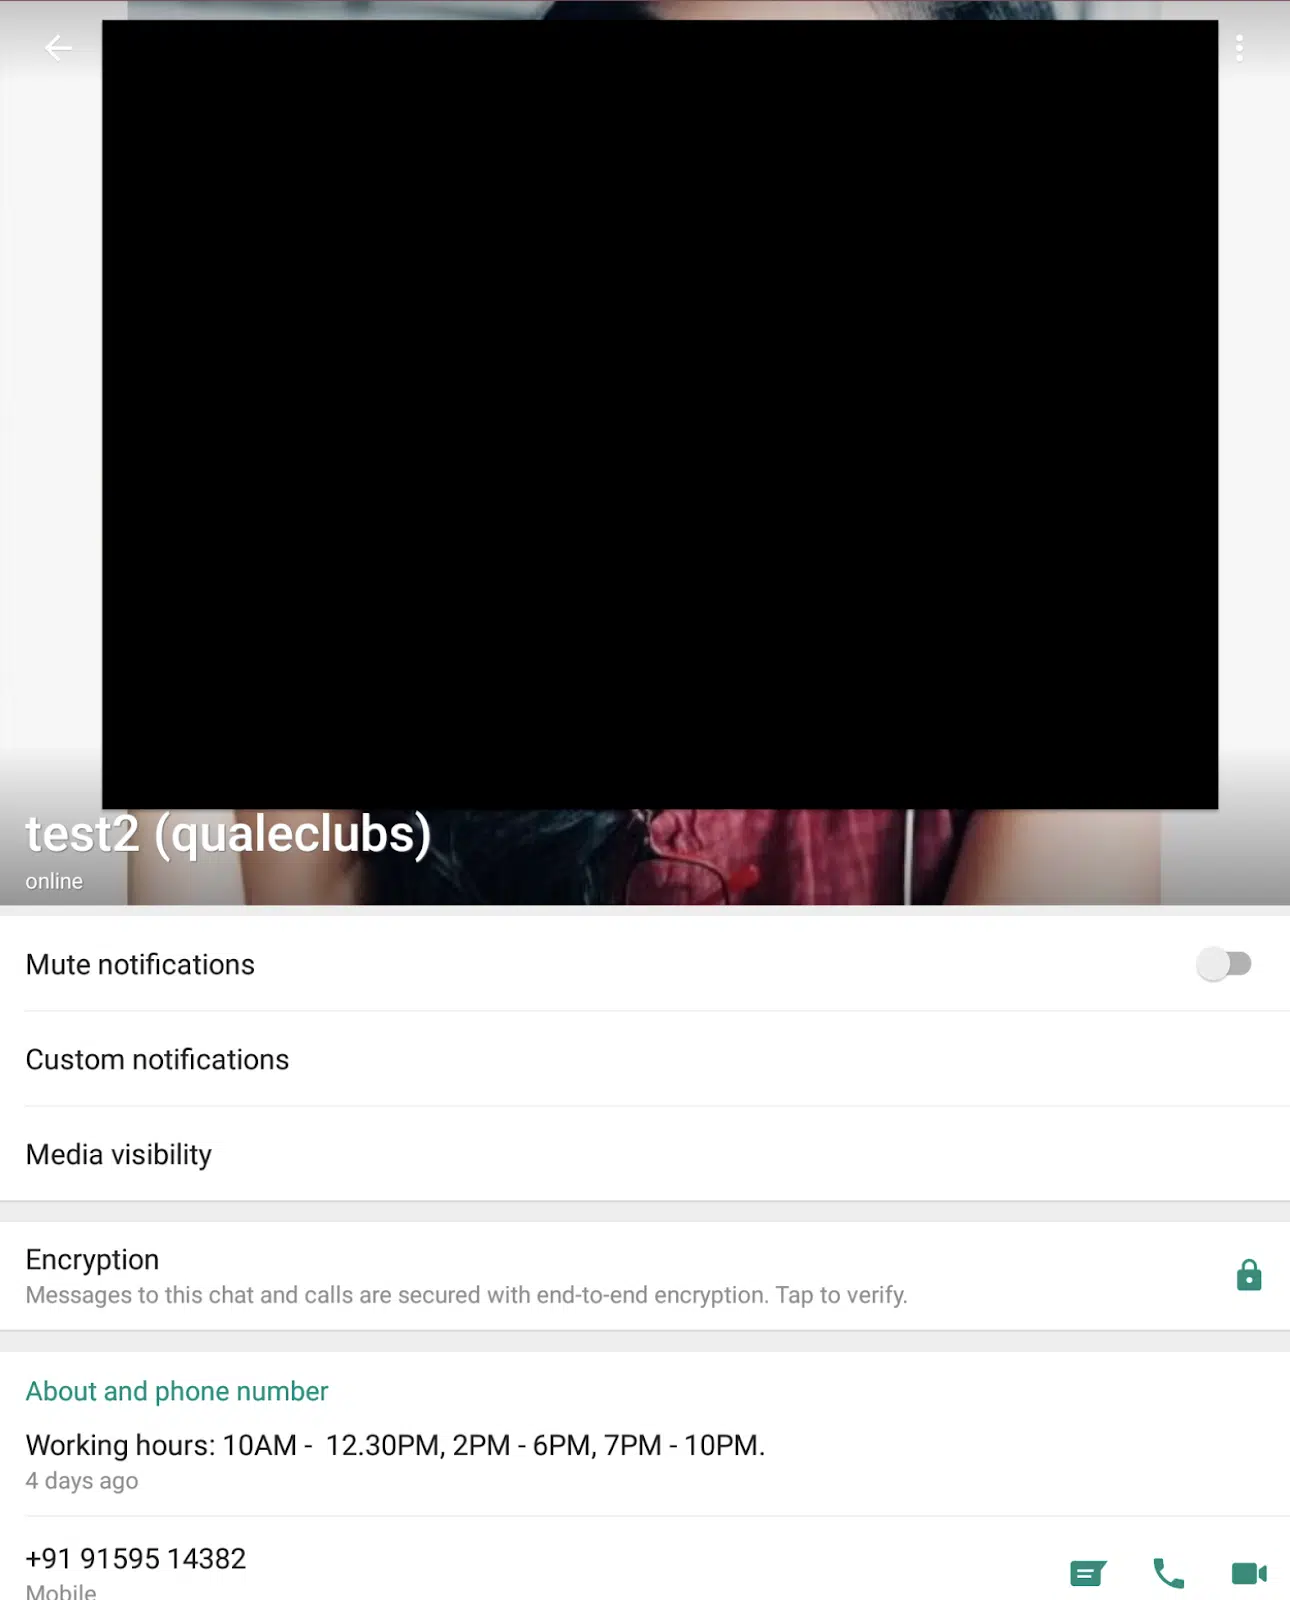 test2 (qualeclubs)
online
Mute notifications
Custom notifications
Media visibility
Encryption
Messages to this chat and calls are secured with end-to-end encryption. Tap to verify.
About and phone number
Working hours: 10AM -  12.30PM, 2PM - 6PM, 7PM - 10PM.
4 days ago
+91 91595 14382
Mobile